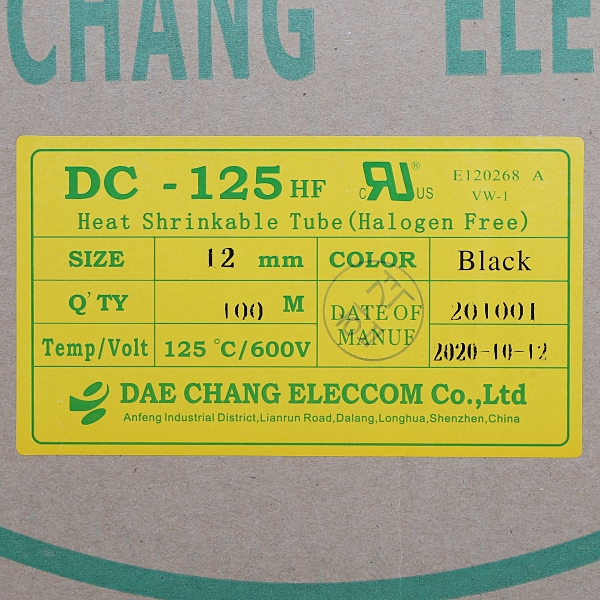 CHANG ELE
DC - 125 HF c RU ® US E120268 A
VW-1
Heat Shrinkable Tube(Halogen Free)
SIZE 12 mm COLOR Black
Q'TY 100 M DATE OF MANUF 201001
Temp/Volt 125 °C/600V 2020-10-12
DAE CHANG ELECCOM Co.,Ltd
Anfeng Industrial District,Lianrun Road,Dalang,Longhua,Shenzhen,China